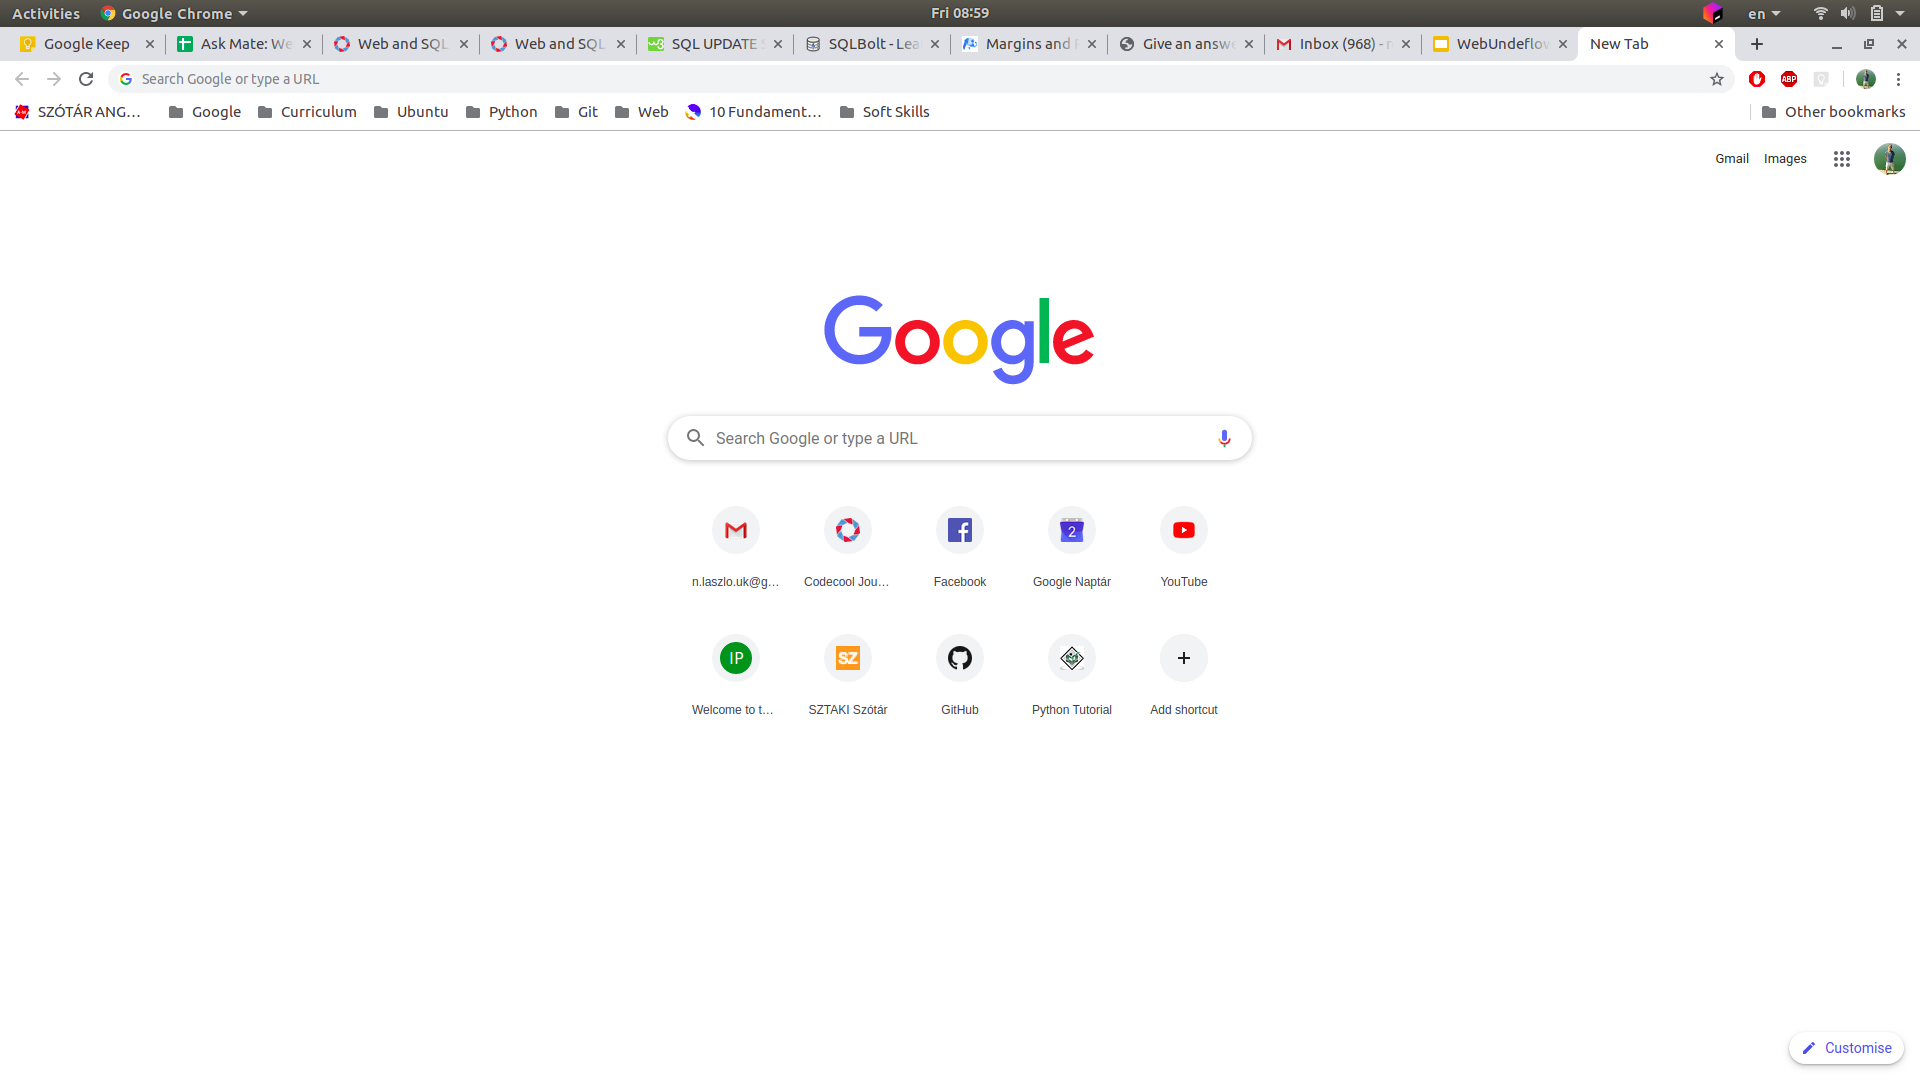 Activities Google Chrome Fri 08:59 en
Google Keep Ask Mate: We Web and SQL Web and SQL SQL UPDATE SQLBolt - Lea Margins and Give an answe Inbox (968) - n WebUndeflow New Tab
Search Google or type a URL ABP
SZÓTÁR ANG... Google Curriculum Ubuntu Python Git Web 10 Fundament... Soft Skills Other bookmarks
Gmail Images
Google
Search Google or type a URL
2
n.laszlo.uk@g... Codecool Jou... Facebook Google Naptár YouTube
IP SZ
Welcome to t... SZTAKI Szótár GitHub Python Tutorial Add shortcut
Customise